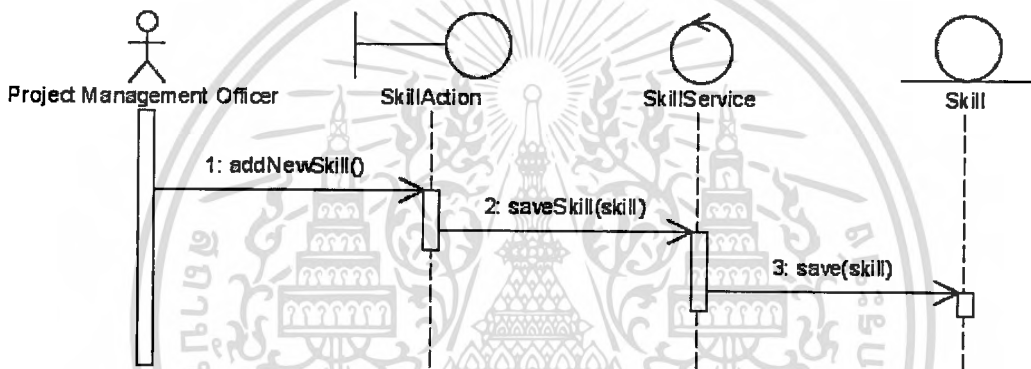 Project Management Officer
SkillAction
SkillService
Skill
1: addNewSkill()
2: saveSkill(skill)
3: save(skill)